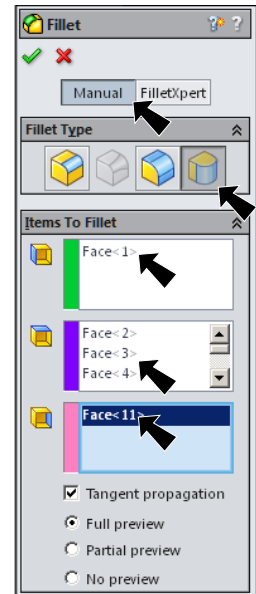 Fillet
Manual FilletXpert
Fillet Type
Items To Fillet
Face<1>
Face<2>
Face<3>
Face<4>
Face<11>
Tangent propagation
Full preview
Partial preview
No preview